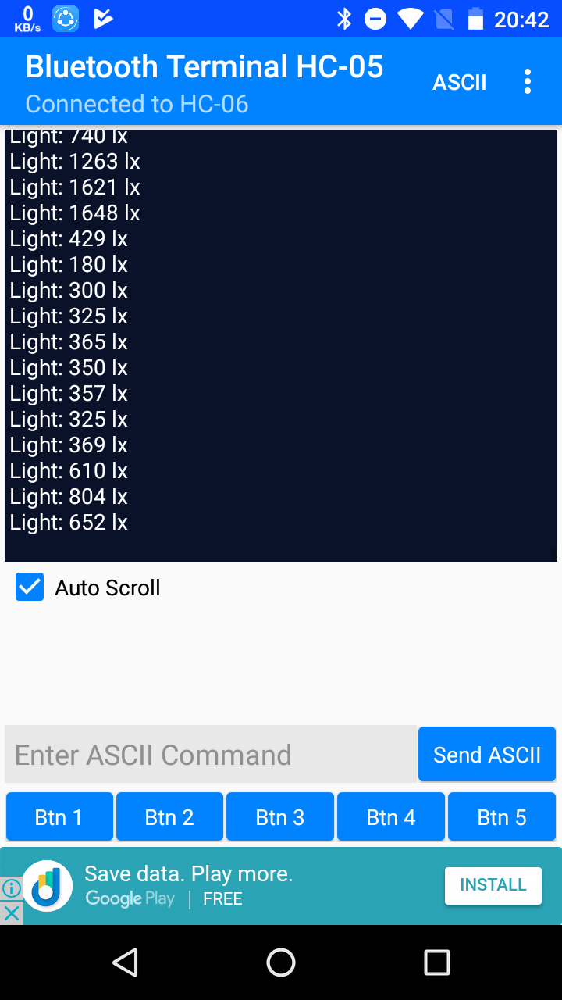 0
KB/s
20:42
Bluetooth Terminal HC-05
Connected to HC-06
ASCII
Light: 740 lx
Light: 1263 lx
Light: 1621 lx
Light: 1648 lx
Light: 429 lx
Light: 180 lx
Light: 300 lx
Light: 325 lx
Light: 365 lx
Light: 350 lx
Light: 357 lx
Light: 325 lx
Light: 369 lx
Light: 610 lx
Light: 804 lx
Light: 652 lx
Auto Scroll
Enter ASCII Command
Send ASCII
Btn 1 Btn 2 Btn 3 Btn 4 Btn 5
Save data. Play more.
Google Play | FREE
INSTALL